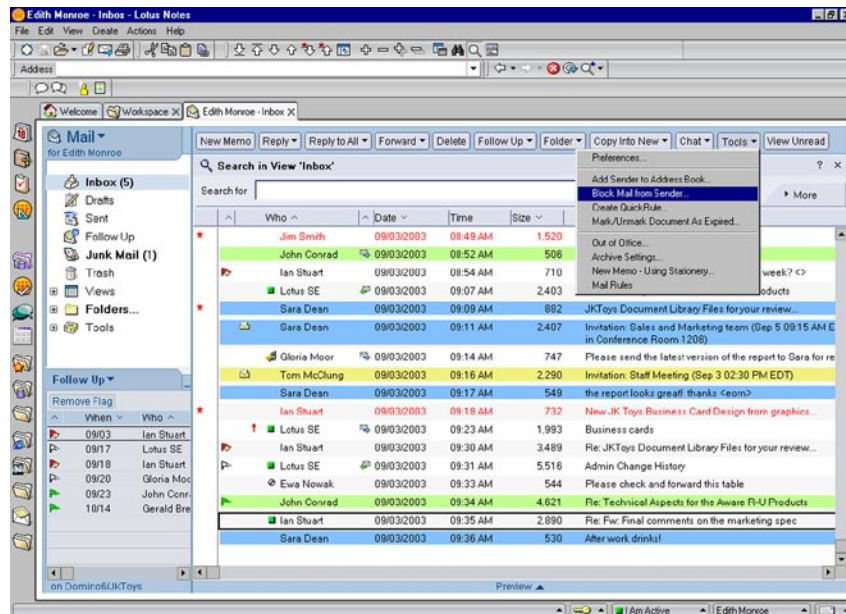 Edith Monroe - Inbox - Lotus Notes
File Edit View Create Actions Help
Address
Welcome Workspace X Edith Monroe - Inbox X
Mail
for Edith Monroe
New Memo Reply Reply to All Forward Delete Follow Up Folder Copy Into New Chat Tools View Unread
Preferences...
Add Sender to Address Book...
Block Mail from Sender...
Create QuickRule...
Mark/Unmark Document As Expired...
Out of Office...
Archive Settings...
New Memo - Using Stationery...
Mail Rules
Search in View 'Inbox' ? x
Search for
More
Inbox (5)
Drafts
Sent
Follow Up
Junk Mail (1)
Trash
Views
Folders...
Tools
Who Date Time Size
Jim Smith 09/03/2003 08:49 AM 1,520
John Conrad 09/03/2003 08:52 AM 506
Ian Stuart 09/03/2003 08:54 AM 710 week? <>
Lotus SE 09/03/2003 09:07 AM 2,403 oducts
Sara Dean 09/03/2003 09:09 AM 882 JKToys Document Library Files for your review...
Sara Dean 09/03/2003 09:11 AM 2,407 Invitation: Sales and Marketing team (Sep 5 09:15 AM E
in Conference Room 1208)
Gloria Moor 09/03/2003 09:14 AM 747 Please send the latest version of the report to Sara for re
Tom McClung 09/03/2003 09:16 AM 2,290 Invitation: Staff Meeting (Sep 3 02:30 PM EDT)
Sara Dean 09/03/2003 09:17 AM 549 the report looks great! thanks <eom>
Ian Stuart 09/03/2003 09:18 AM 732 New JK Toys Business Card Design from graphics...
Lotus SE 09/03/2003 09:23 AM 1,993 Business cards
Ian Stuart 09/03/2003 09:30 AM 3,489 Re: JKToys Document Library Files for your review...
Lotus SE 09/03/2003 09:31 AM 5,516 Admin Change History
Ewa Nowak 09/03/2003 09:33 AM 544 Please check and forward this table
John Conrad 09/03/2003 09:34 AM 4,621 Re: Technical Aspects for the Aware R-U Products
Ian Stuart 09/03/2003 09:35 AM 2,890 Re: Fw: Final comments on the marketing spec
Sara Dean 09/03/2003 09:36 AM 530 After work drinks!
Follow Up
Remove Flag
When Who
09/03 Ian Stuart
09/17 Lotus SE
09/18 Ian Stuart
09/20 Gloria Moo
09/23 John Conr
10/14 Gerald Bre
on Domino6/JKToys
Preview
I Am Active Edith Monroe